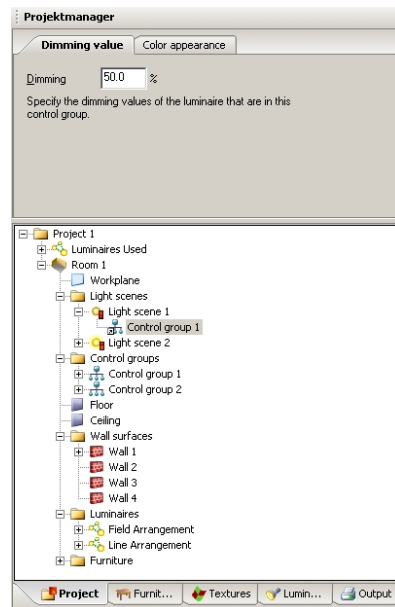 Projektmanager
Dimming value Color appearance
Dimming 50.0 %
Specify the dimming values of the luminaire that are in this
control group.
Project 1
Luminaires Used
Room 1
Workplane
Light scenes
Light scene 1
Control group 1
Light scene 2
Control groups
Control group 1
Control group 2
Floor
Ceiling
Wall surfaces
Wall 1
Wall 2
Wall 3
Wall 4
Luminaires
Field Arrangement
Line Arrangement
Furniture
Project Furnit... Textures Lumin... Output